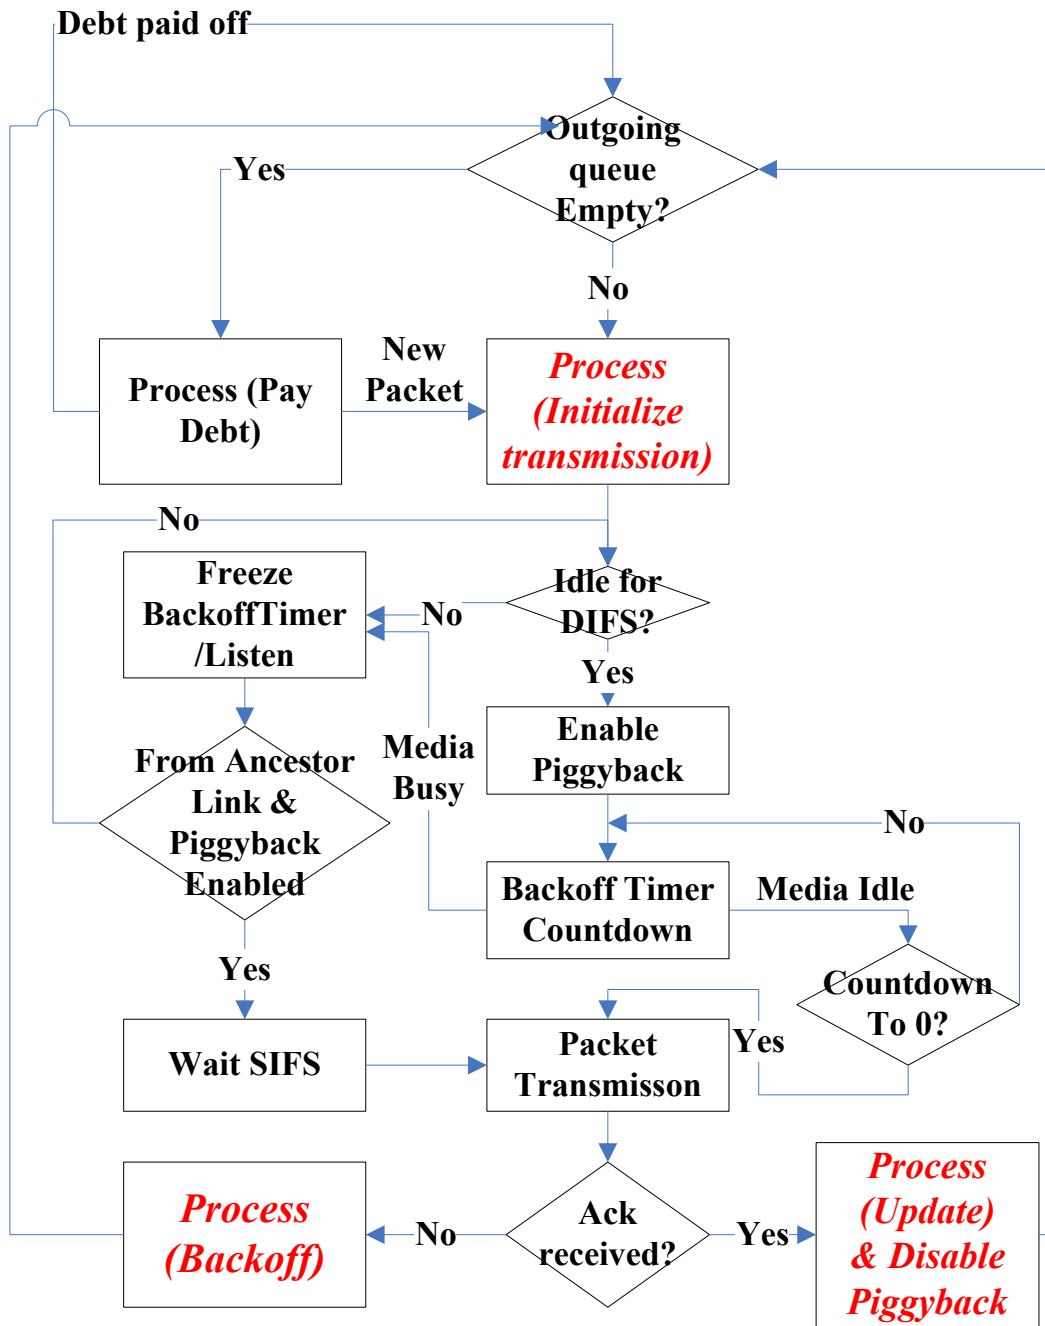 Debt paid off
Outgoing
queue
Empty?
Yes
No
Process (Pay
Debt)
New
Packet
Process
(Initialize
transmission)
No
Freeze
BackoffTimer
/Listen
Idle for
DIFS?
No
Yes
Enable
Piggyback
Media
Busy
From Ancestor
Link &
Piggyback
Enabled
No
Backoff Timer
Countdown
Media Idle
Yes
Countdown
To 0?
Wait SIFS
Packet
Transmisson
Yes
Process
(Backoff)
No
Ack
received?
Yes
Process
(Update)
& Disable
Piggyback